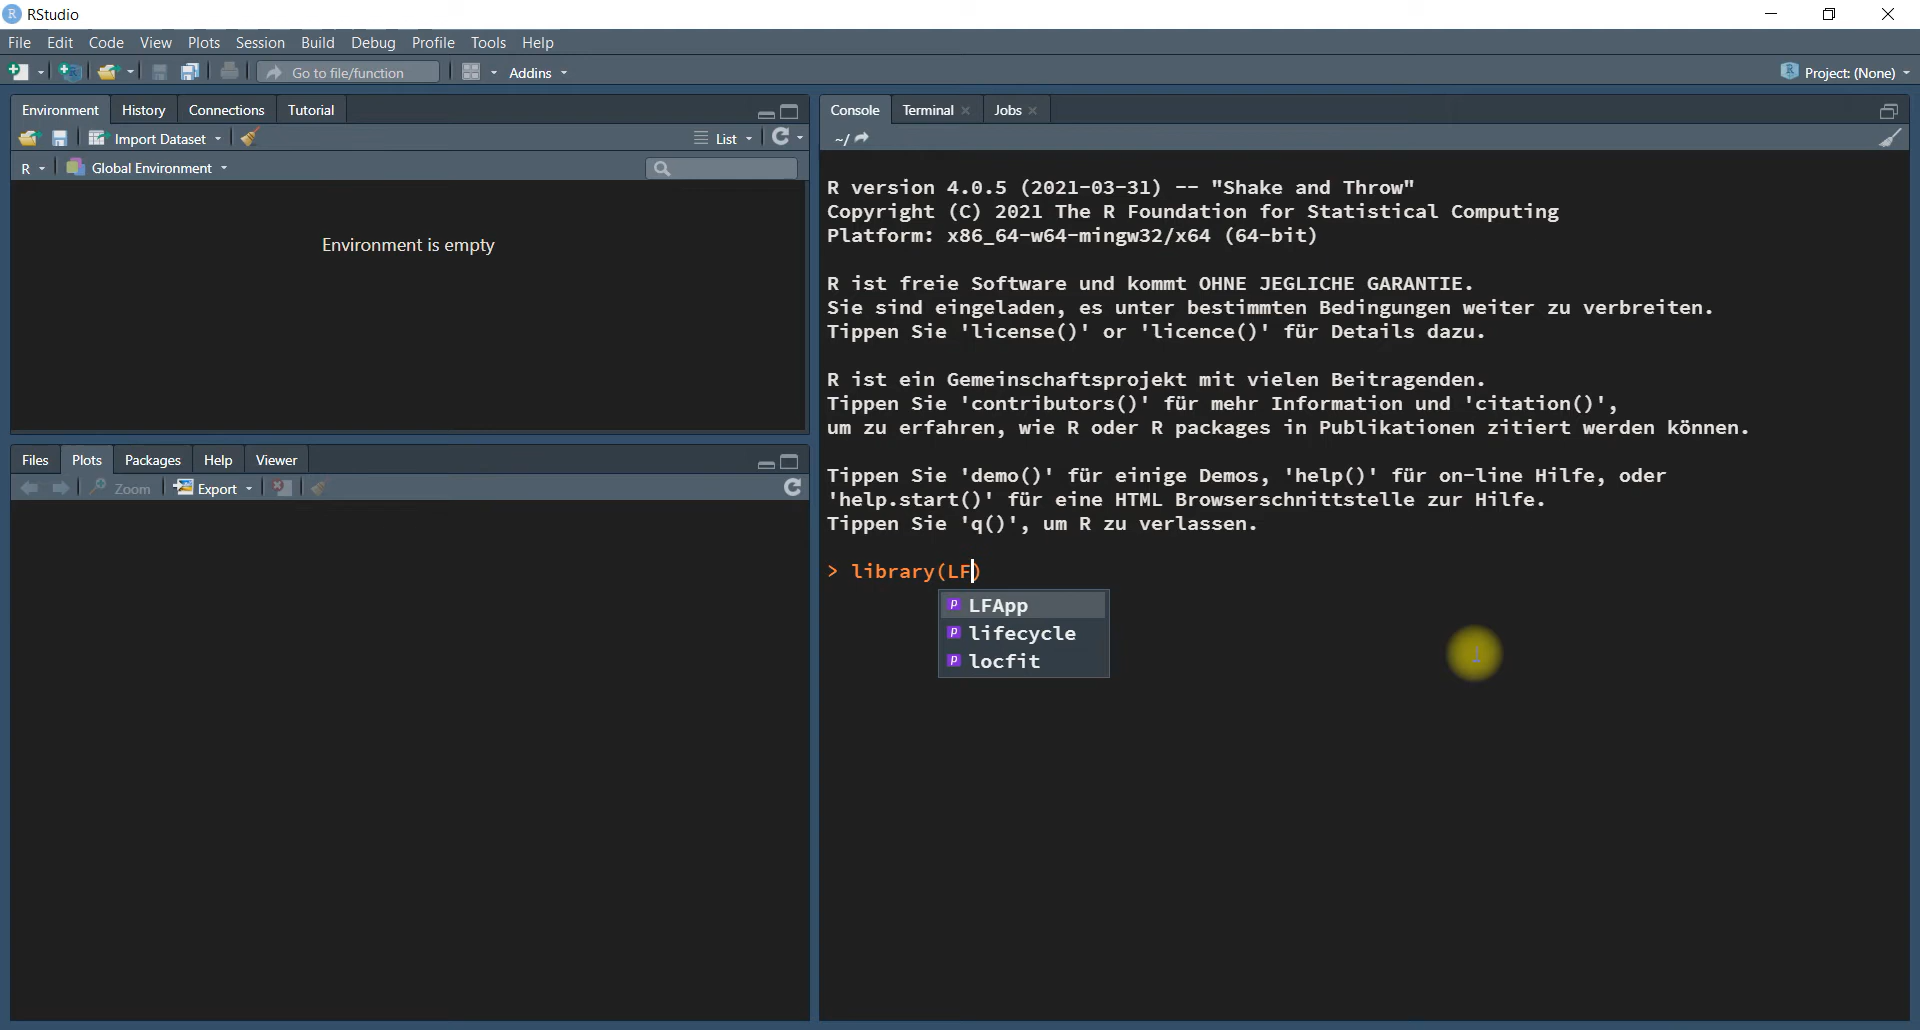 RStudio
File Edit Code View Plots Session Build Debug Profile Tools Help
Go to file/function Addins Project: (None)
Environment History Connections Tutorial
Import Dataset List
R Global Environment
Environment is empty
Files Plots Packages Help Viewer
Zoom Export
Console Terminal Jobs
~/
R version 4.0.5 (2021-03-31) -- "Shake and Throw"
Copyright (C) 2021 The R Foundation for Statistical Computing
Platform: x86_64-w64-mingw32/x64 (64-bit)
R ist freie Software und kommt OHNE JEGLICHE GARANTIE.
Sie sind eingeladen, es unter bestimmten Bedingungen weiter zu verbreiten.
Tippen Sie 'license()' or 'licence()' für Details dazu.
R ist ein Gemeinschaftsprojekt mit vielen Beitragenden.
Tippen Sie 'contributors()' für mehr Information und 'citation()',
um zu erfahren, wie R oder R packages in Publikationen zitiert werden können.
Tippen Sie 'demo()' für einige Demos, 'help()' für on-line Hilfe, oder
'help.start()' für eine HTML Browserschnittstelle zur Hilfe.
Tippen Sie 'q()', um R zu verlassen.
> library(LF)
LFApp
lifecycle
locfit